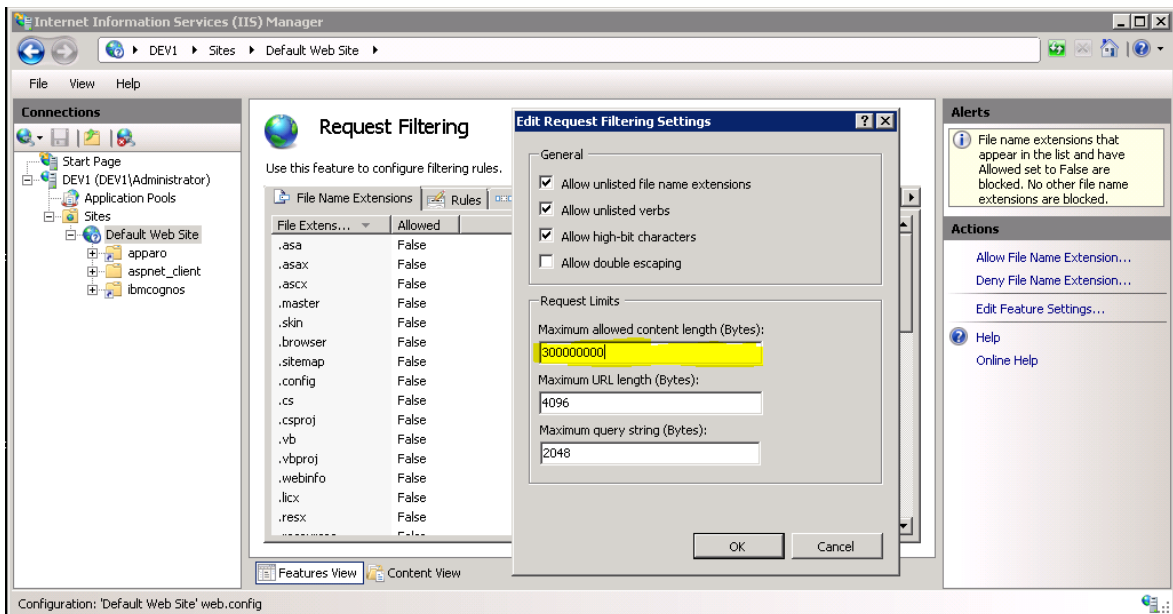 Internet Information Services (IIS) Manager
DEV1 Sites Default Web Site
File View Help
Connections
Start Page
DEV1 (DEV1\Administrator)
Application Pools
Sites
Default Web Site
apparo
aspnet_client
ibmcognos
Request Filtering
Use this feature to configure filtering rules.
File Name Extensions Rules
File Extens... Allowed
.asa False
.asax False
.ascx False
.master False
.skin False
.browser False
.sitemap False
.config False
.cs False
.csproj False
.vb False
.vbproj False
.webinfo False
.licx False
.resx False
Features View Content View
Edit Request Filtering Settings
General
Allow unlisted file name extensions
Allow unlisted verbs
Allow high-bit characters
Allow double escaping
Request Limits
Maximum allowed content length (Bytes):
300000000
Maximum URL length (Bytes):
4096
Maximum query string (Bytes):
2048
OK Cancel
Alerts
File name extensions that
appear in the list and have
Allowed set to False are
blocked. No other file name
extensions are blocked.
Actions
Allow File Name Extension...
Deny File Name Extension...
Edit Feature Settings...
Help
Online Help
Configuration: 'Default Web Site' web.config